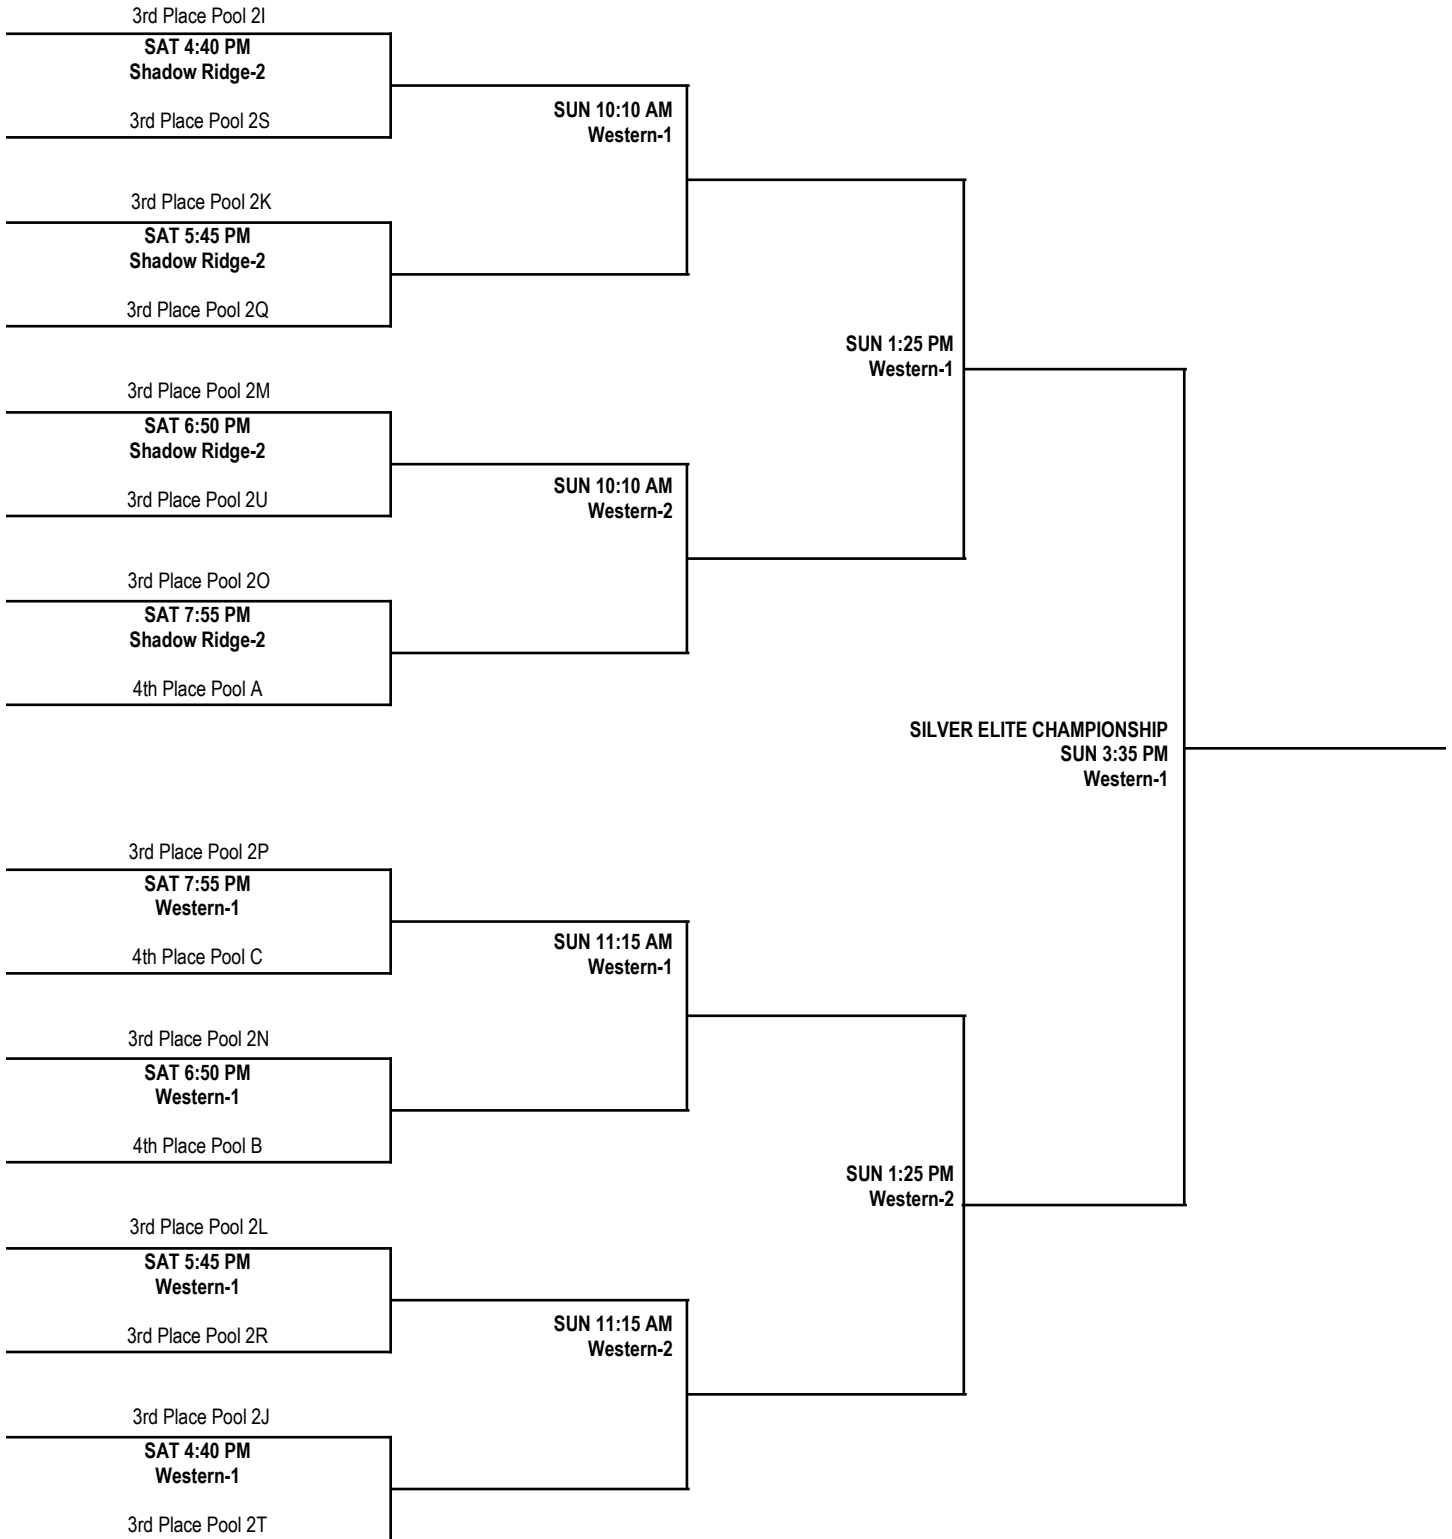 3rd Place Pool 2I
SAT 4:40 PM
Shadow Ridge-2
3rd Place Pool 2S
SUN 10:10 AM
Western-1
3rd Place Pool 2K
SAT 5:45 PM
Shadow Ridge-2
3rd Place Pool 2Q
SUN 1:25 PM
Western-1
3rd Place Pool 2M
SAT 6:50 PM
Shadow Ridge-2
3rd Place Pool 2U
SUN 10:10 AM
Western-2
3rd Place Pool 2O
SAT 7:55 PM
Shadow Ridge-2
4th Place Pool A
SILVER ELITE CHAMPIONSHIP
SUN 3:35 PM
Western-1
3rd Place Pool 2P
SAT 7:55 PM
Western-1
4th Place Pool C
SUN 11:15 AM
Western-1
3rd Place Pool 2N
SAT 6:50 PM
Western-1
4th Place Pool B
SUN 1:25 PM
Western-2
3rd Place Pool 2L
SAT 5:45 PM
Western-1
3rd Place Pool 2R
SUN 11:15 AM
Western-2
3rd Place Pool 2J
SAT 4:40 PM
Western-1
3rd Place Pool 2T